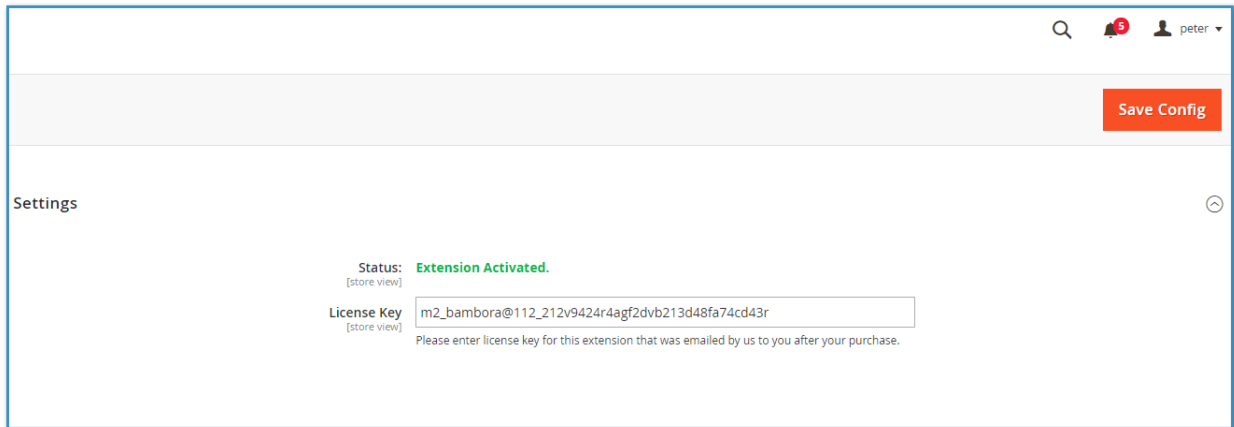 5
peter
Save Config
Settings
Status: Extension Activated.
[store view]
License Key m2_bambora@112_212v9424r4agf2dvb213d48fa74cd43r
[store view]
Please enter license key for this extension that was emailed by us to you after your purchase.